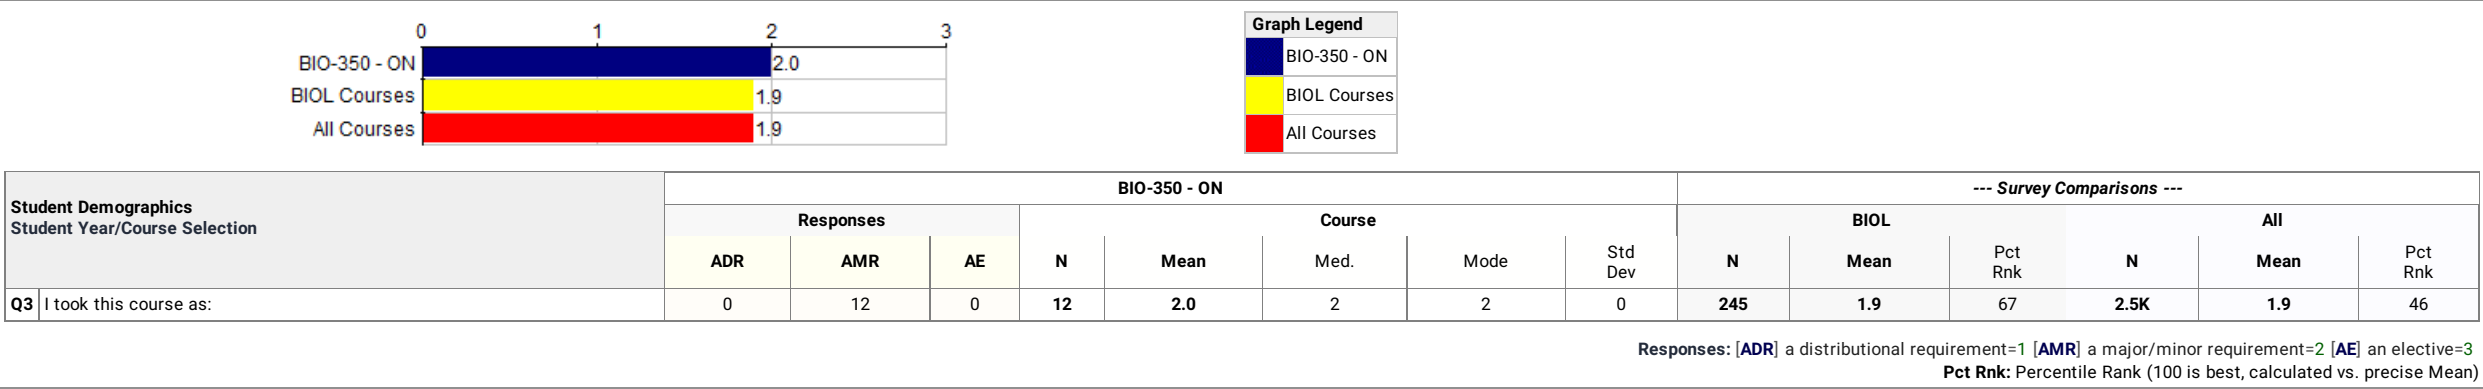 0 1 2 3
BIO-350 - ON 2.0
BIOL Courses 1.9
All Courses 1.9
Graph Legend
BIO-350 - ON
BIOL Courses
All Courses
Student Demographics
Student Year/Course Selection
BIO-350 - ON --- Survey Comparisons ---
Responses Course BIOL All
ADR AMR AE N Mean Med. Mode Std Dev N Mean Pct Rnk N Mean Pct Rnk
Q3 I took this course as: 0 12 0 12 2.0 2 2 0 245 1.9 67 2.5K 1.9 46
Responses: [ADR] a distributional requirement=1 [AMR] a major/minor requirement=2 [AE] an elective=3
Pct Rnk: Percentile Rank (100 is best, calculated vs. precise Mean)